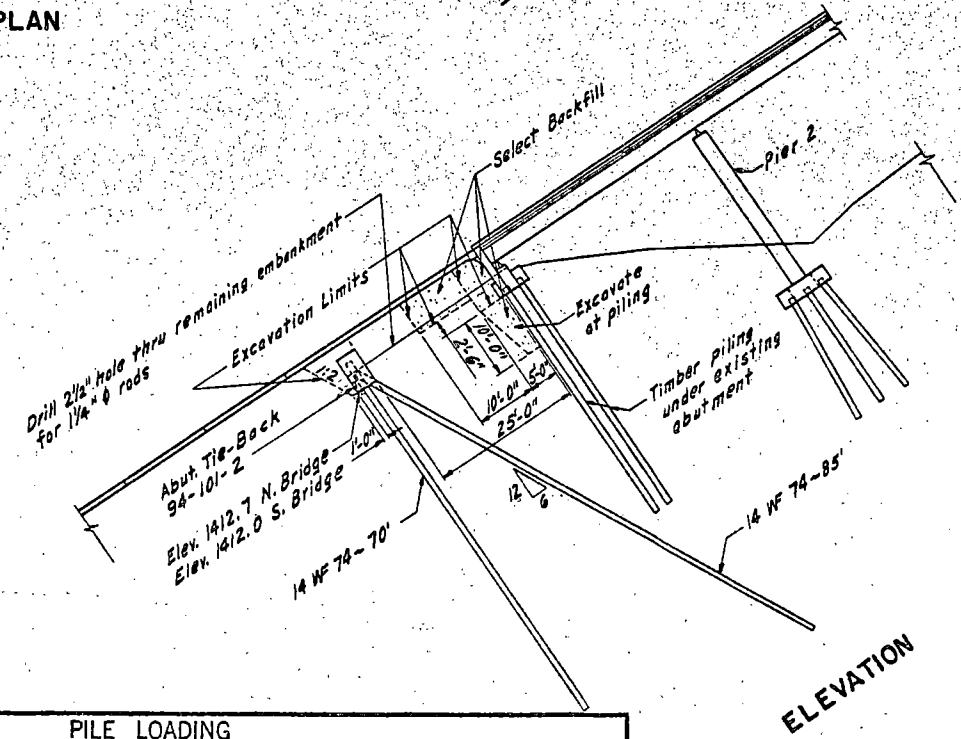 PLAN
Select Backfill
Pier 2
Drill 2½" hole thru remaining embankment
for 1¼" ϕ rods
Excavation Limits
Excavate
at piling
10'-0"
2'-6"
10'-0"
5'-0"
25'-0"
Timber piling
under existing
abutment
1:2
Abut. Tie-Back
94-101-2
1'-0"
Elev. 1412.7 N. Bridge
Elev. 1412.0 S. Bridge
12
6
14 WF 74~70'
14 WF 74~85'
ELEVATION
PILE LOADING